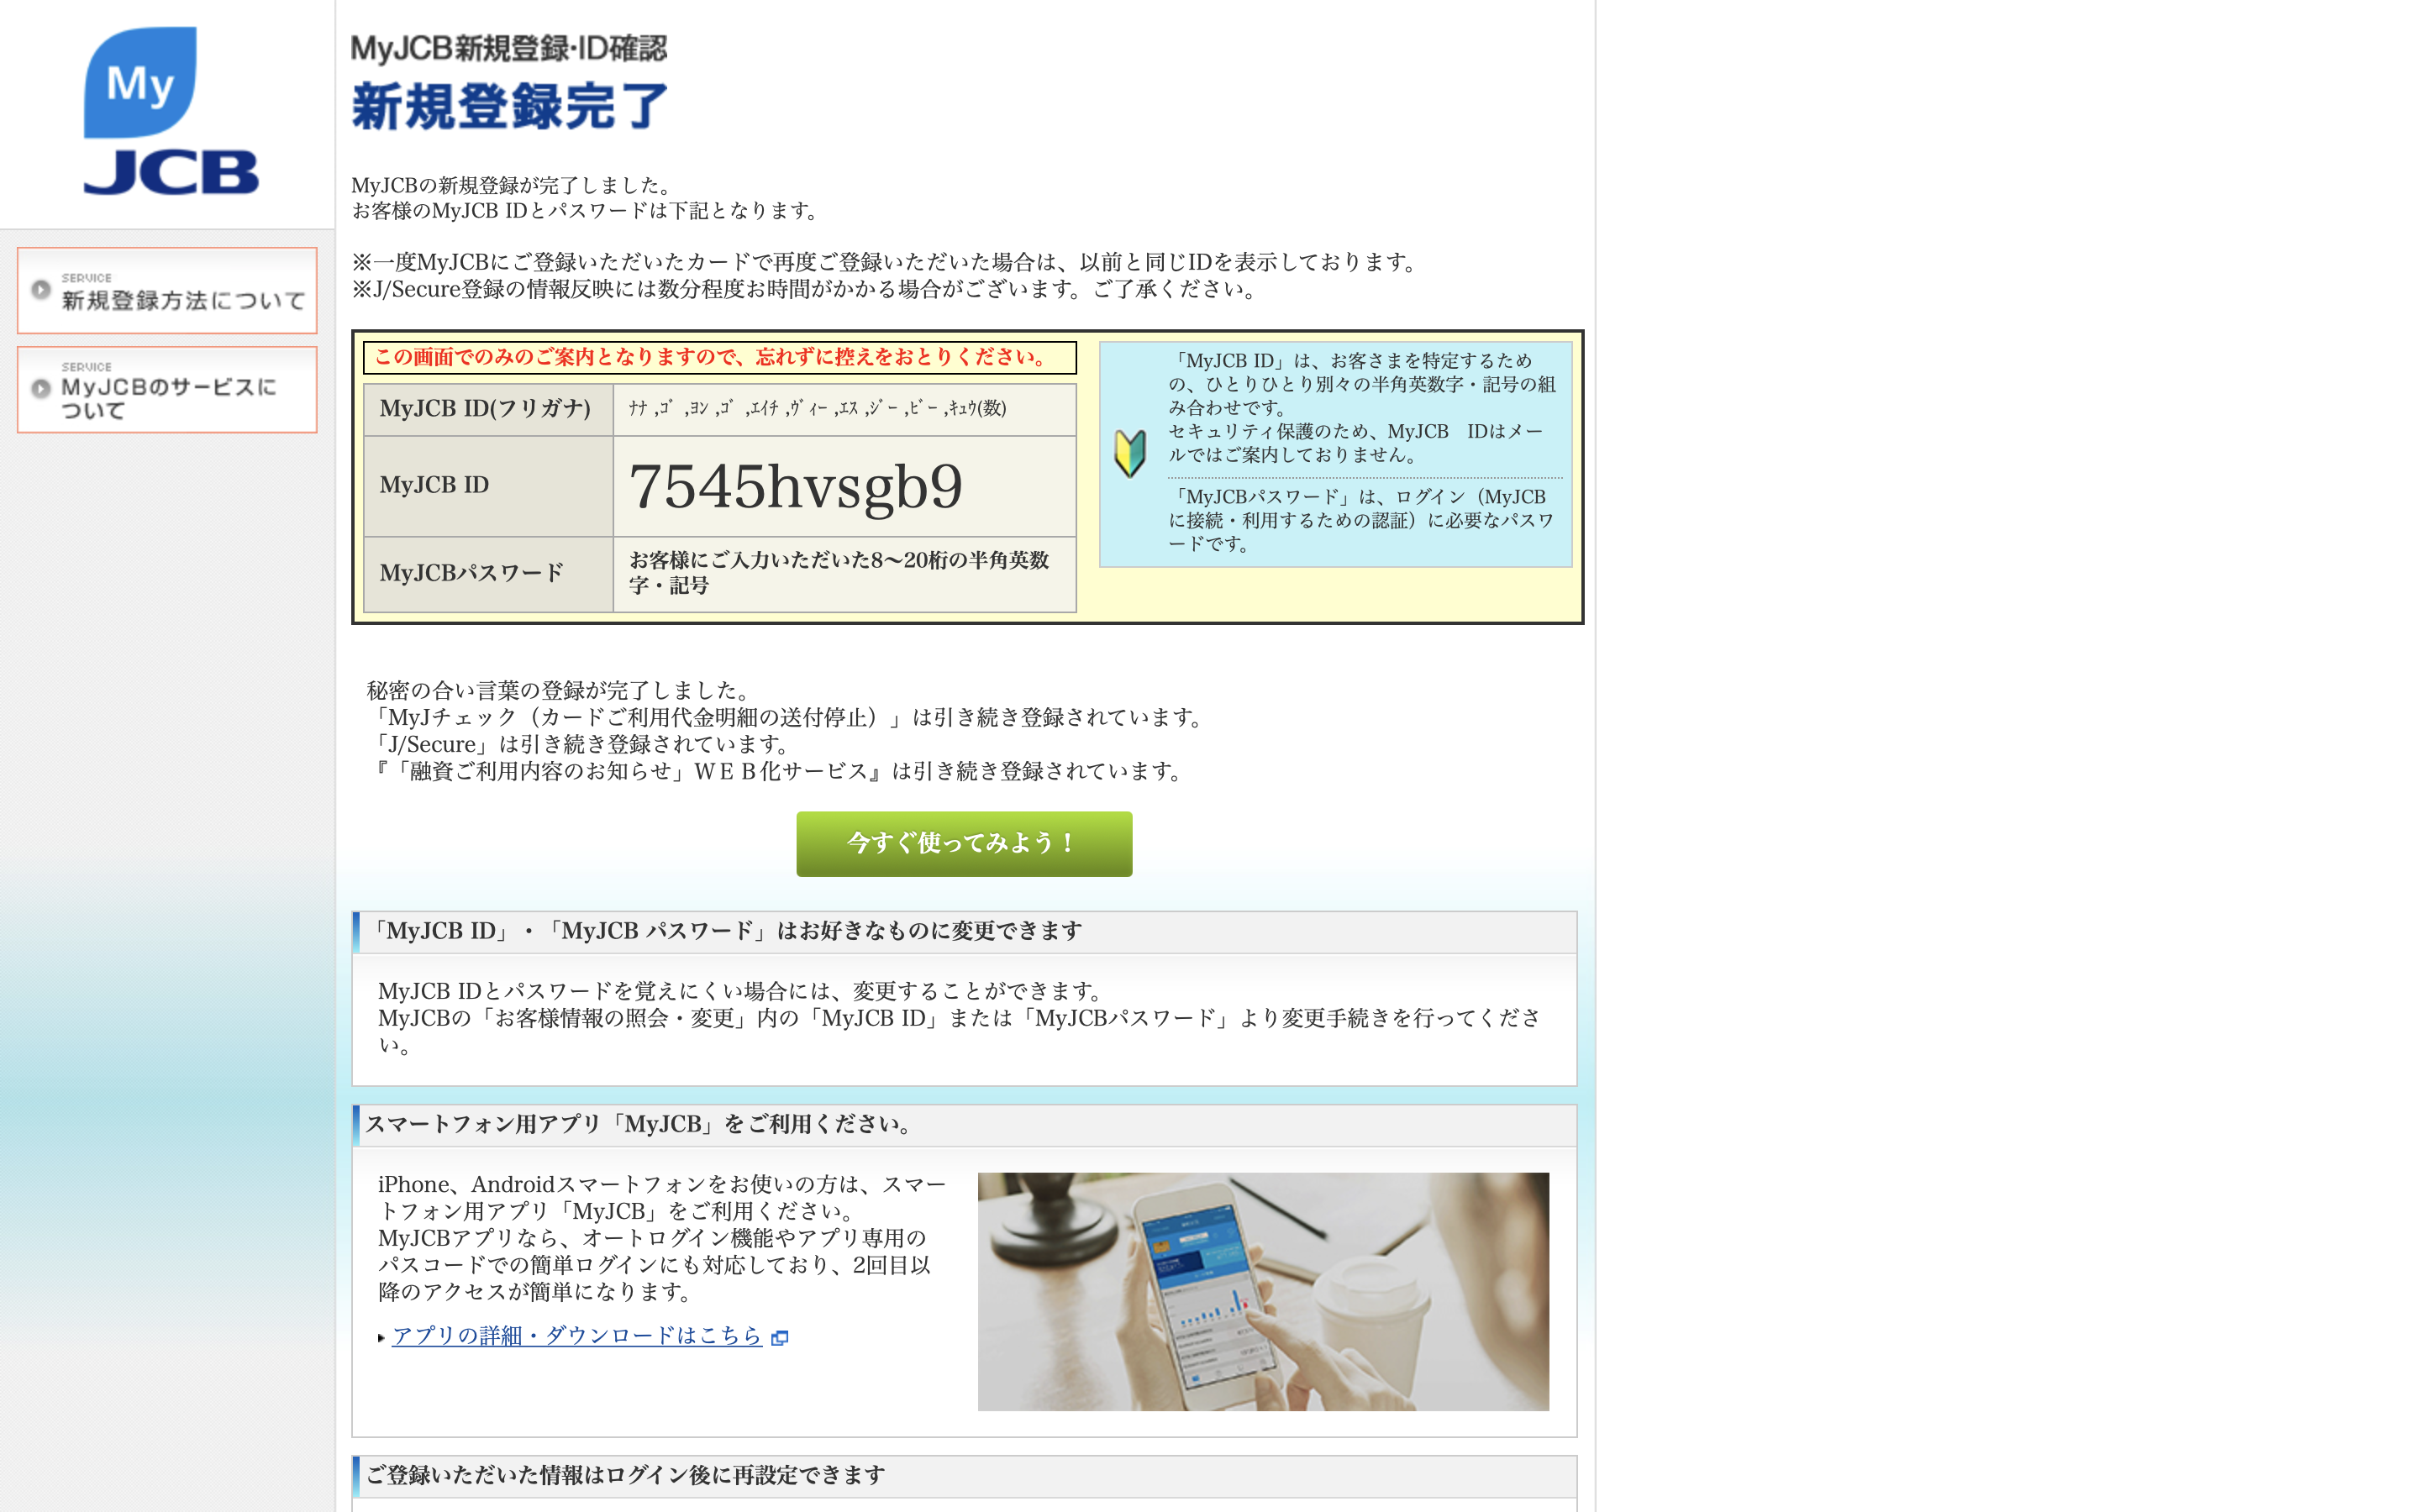 My
JCB
SERVICE
新規登録方法について
SERVICE
MyJCBのサービスに
ついて
MyJCB新規登録・ID確認
新規登録完了
MyJCBの新規登録が完了しました。
お客様のMyJCB IDとパスワードは下記となります。
※一度MyJCBにご登録いただいたカードで再度ご登録いただいた場合は、以前と同じIDを表示しております。
※J/Secure登録の情報反映には数分程度お時間がかかる場合がございます。ご了承ください。
この画面でのみのご案内となりますので、忘れずに控えをおとりください。
MyJCB ID(フリガナ)
ﾅﾅ ,ｺﾞ ,ﾖﾝ ,ｺﾞ ,ｴｲﾁ ,ｳﾞｨｰ ,ｴｽ ,ｼﾞｰ ,ﾋﾞｰ ,ｷｭｳ(数)
MyJCB ID
7545hvsgb9
MyJCBパスワード
お客様にご入力いただいた8〜20桁の半角英数
字・記号
「MyJCB ID」は、お客さまを特定するため
の、ひとりひとり別々の半角英数字・記号の組
み合わせです。
セキュリティ保護のため、MyJCB　IDはメー
ルではご案内しておりません。
「MyJCBパスワード」は、ログイン（MyJCB
に接続・利用するための認証）に必要なパスワ
ードです。
秘密の合い言葉の登録が完了しました。
「MyJチェック（カードご利用代金明細の送付停止）」は引き続き登録されています。
「J/Secure」は引き続き登録されています。
『「融資ご利用内容のお知らせ」ＷＥＢ化サービス』は引き続き登録されています。
今すぐ使ってみよう！
「MyJCB ID」・「MyJCB パスワード」はお好きなものに変更できます
MyJCB IDとパスワードを覚えにくい場合には、変更することができます。
MyJCBの「お客様情報の照会・変更」内の「MyJCB ID」または「MyJCBパスワード」より変更手続きを行ってくださ
い。
スマートフォン用アプリ「MyJCB」をご利用ください。
iPhone、Androidスマートフォンをお使いの方は、スマー
トフォン用アプリ「MyJCB」をご利用ください。
MyJCBアプリなら、オートログイン機能やアプリ専用の
パスコードでの簡単ログインにも対応しており、2回目以
降のアクセスが簡単になります。
アプリの詳細・ダウンロードはこちら
ご登録いただいた情報はログイン後に再設定できます